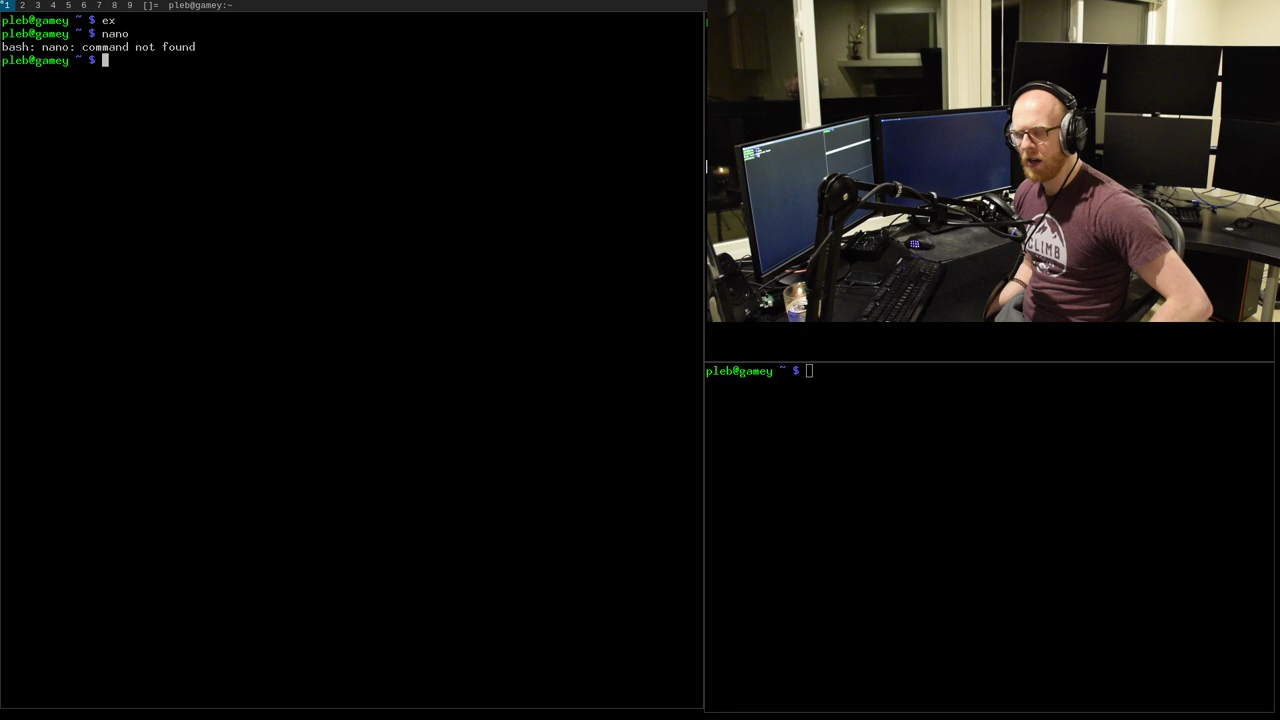 1 2 3 4 5 6 7 8 9 []= pleb@gamey:~
pleb@gamey ~ $ ex
pleb@gamey ~ $ nano
bash: nano: command not found
pleb@gamey ~ $
CLIMB
pleb@gamey ~ $